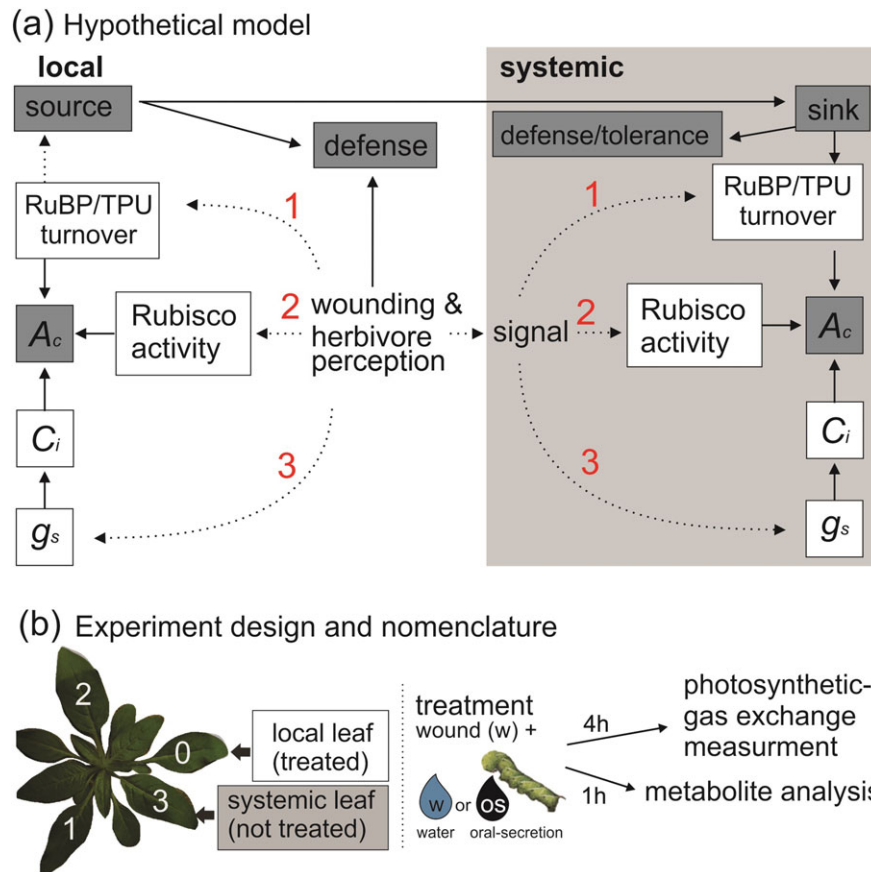 (a) Hypothetical model
local
systemic
source
sink
defense
defense/tolerance
RuBP/TPU
turnover
1
1
RuBP/TPU
turnover
Ac
Rubisco
activity
2
wounding &
herbivore
perception
signal
2
Rubisco
activity
Ac
Ci
3
3
Ci
gs
gs
(b) Experiment design and nomenclature
2
0
3
1
local leaf
(treated)
systemic leaf
(not treated)
treatment
wound (w) +
w or os
water
oral-secretion
4h
1h
photosynthetic-
gas exchange
measurment
metabolite analysis